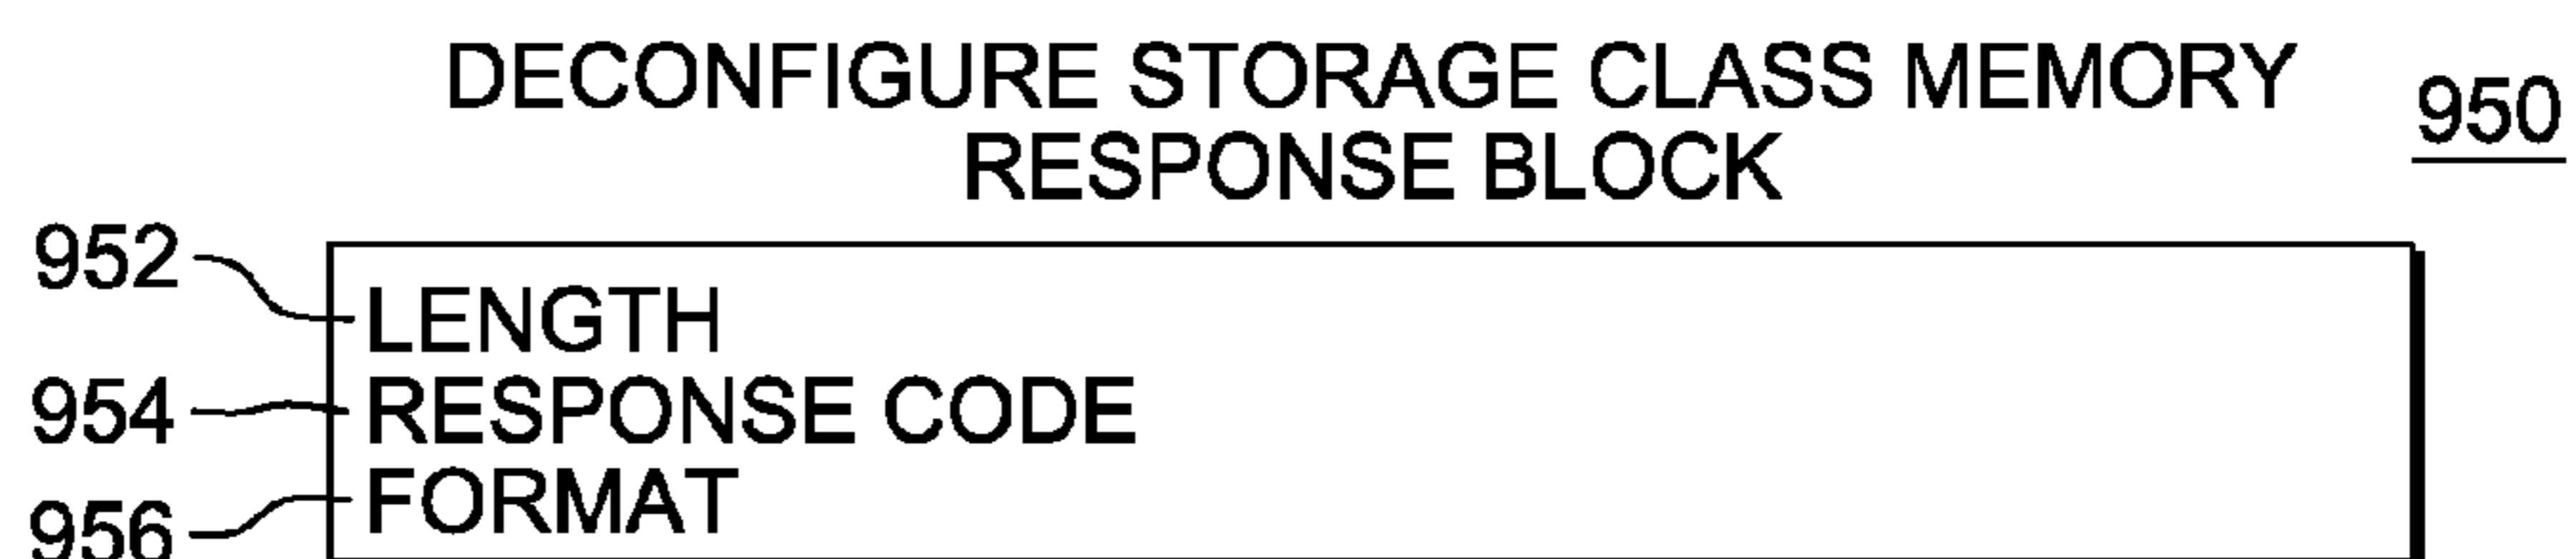 DECONFIGURE STORAGE CLASS MEMORY
RESPONSE BLOCK
950
952 LENGTH
954 RESPONSE CODE
956 FORMAT